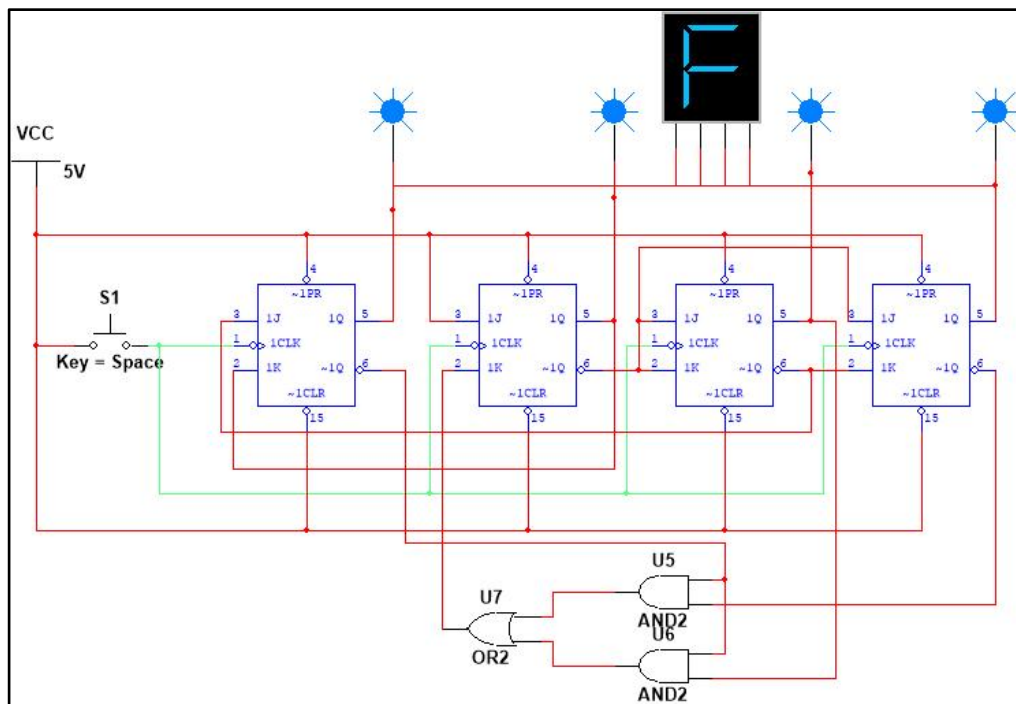 F
VCC
5V
4 4 4 4
~1PR ~1PR ~1PR ~1PR
S1
3 1J 1Q 5 3 1J 1Q 5 3 1J 1Q 5 3 1J 1Q 5
1 1CLK 1 1CLK 1 1CLK 1 1CLK
Key = Space
2 1K ~1Q 6 2 1K ~1Q 6 2 1K ~1Q 6 2 1K ~1Q 6
~1CLR ~1CLR ~1CLR ~1CLR
15 15 15 15
U5
U7
AND2
U6
OR2
AND2